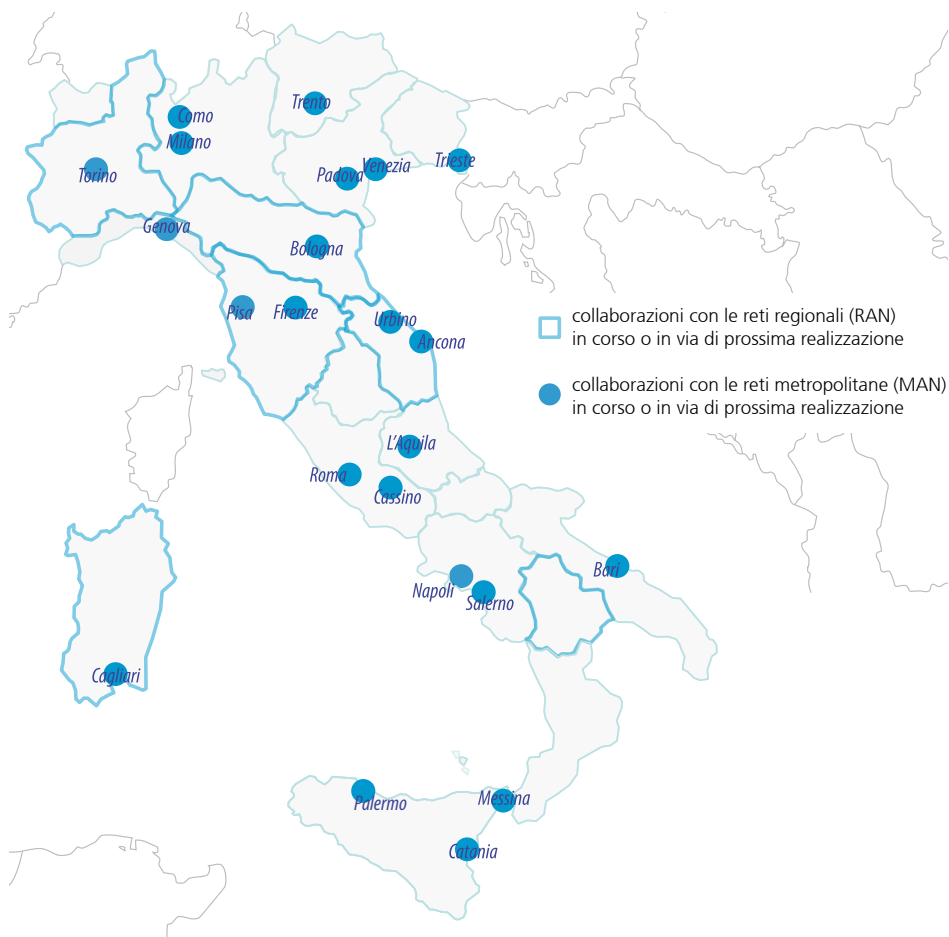 Trento
Como
Milano
Venezia
Trieste
Padova
Torino
Genova
Bologna
Pisa
Firenze
Urbino
Ancona
collaborazioni con le reti regionali (RAN)
in corso o in via di prossima realizzazione
collaborazioni con le reti metropolitane (MAN)
in corso o in via di prossima realizzazione
L'Aquila
Roma
Cassino
Bari
Napoli
Salerno
Cagliari
Palermo
Messina
Catania